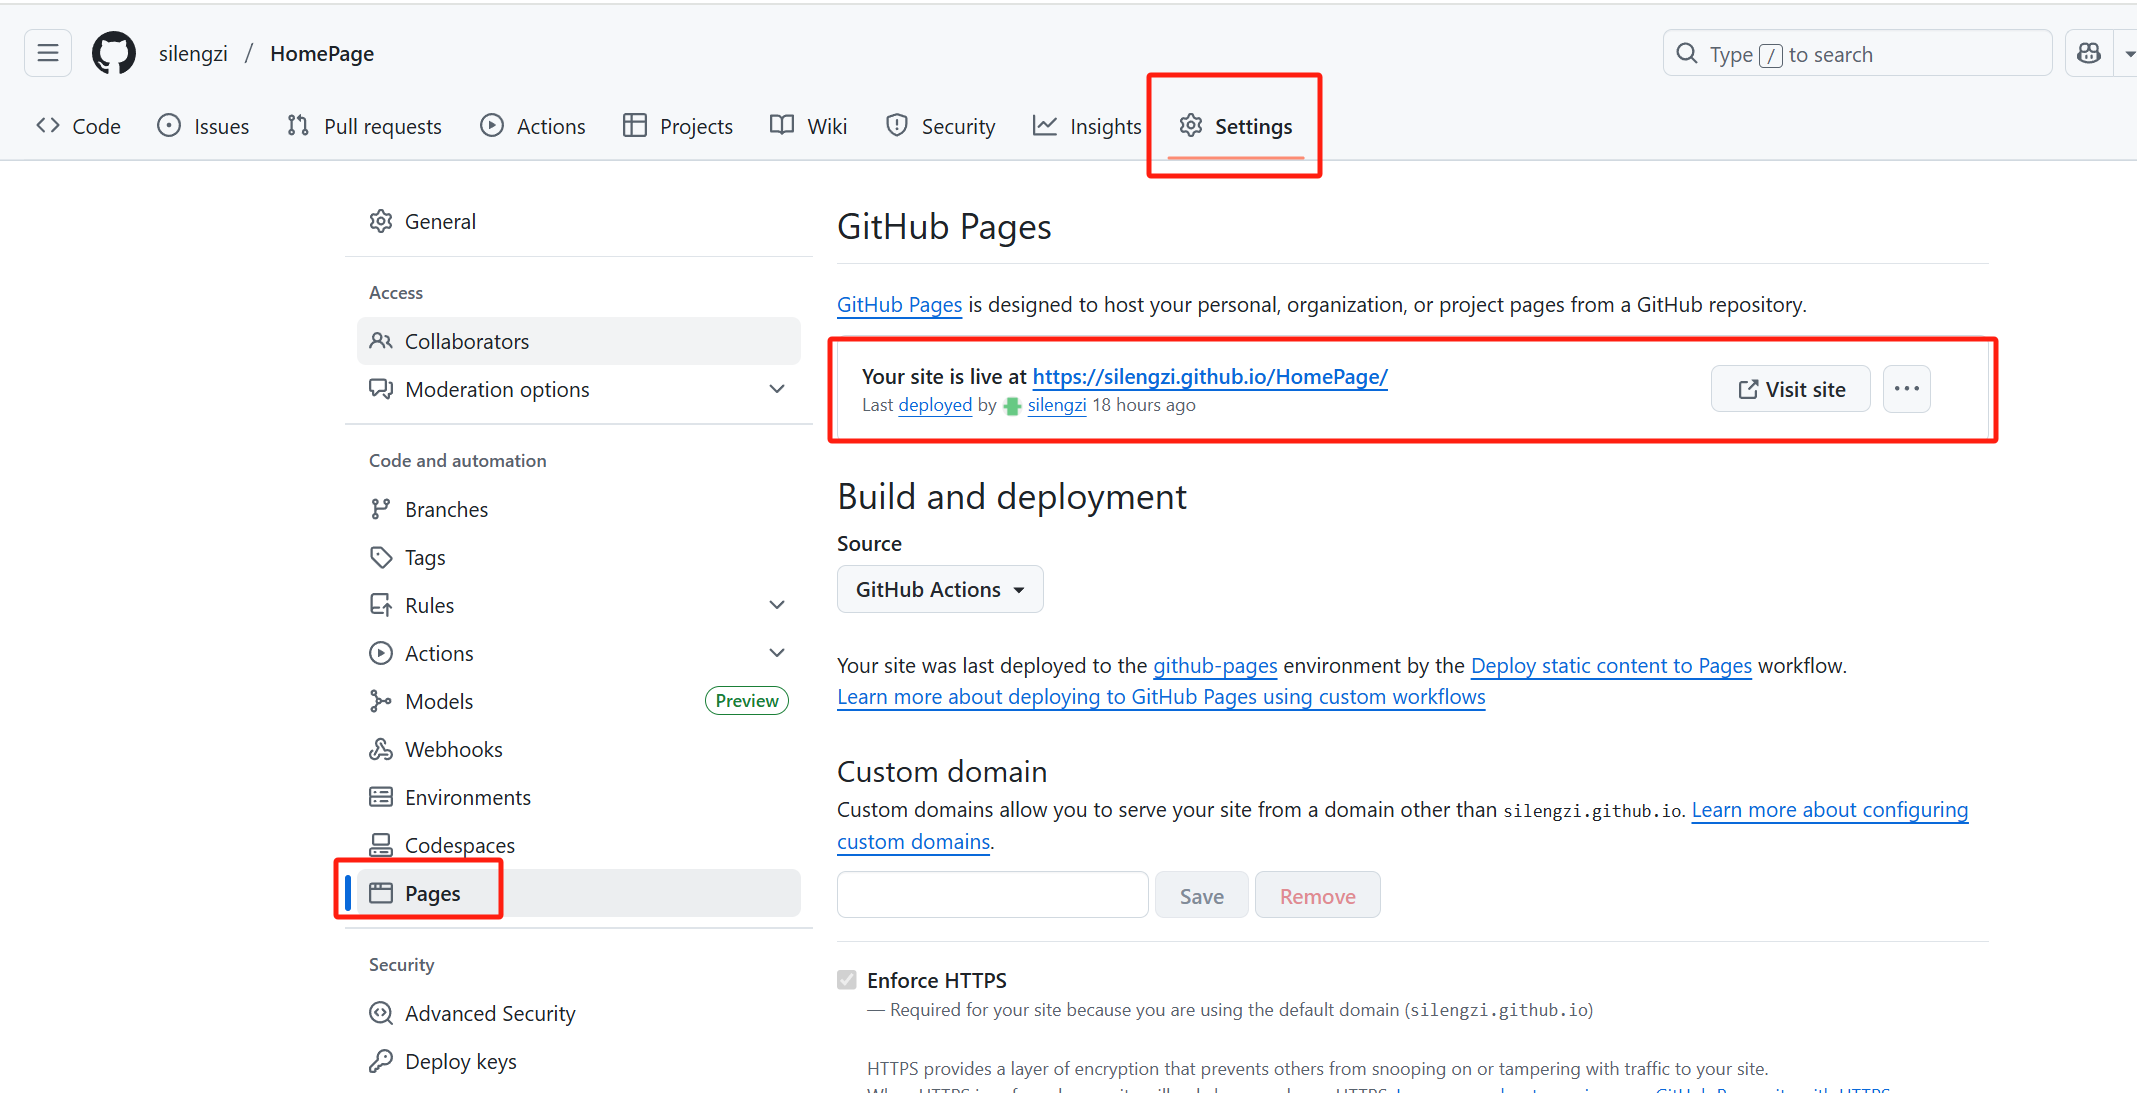 silengzi / HomePage
Type / to search
Code
Issues
Pull requests
Actions
Projects
Wiki
Security
Insights
Settings
General
Access
Collaborators
Moderation options
Code and automation
Branches
Tags
Rules
Actions
Models Preview
Webhooks
Environments
Codespaces
Pages
Security
Advanced Security
Deploy keys
GitHub Pages
GitHub Pages is designed to host your personal, organization, or project pages from a GitHub repository.
Your site is live at https://silengzi.github.io/HomePage/
Last deployed by silengzi 18 hours ago
Visit site
Build and deployment
Source
GitHub Actions
Your site was last deployed to the github-pages environment by the Deploy static content to Pages workflow.
Learn more about deploying to GitHub Pages using custom workflows
Custom domain
Custom domains allow you to serve your site from a domain other than silengzi.github.io. Learn more about configuring
custom domains.
Save
Remove
Enforce HTTPS
— Required for your site because you are using the default domain (silengzi.github.io)
HTTPS provides a layer of encryption that prevents others from snooping on or tampering with traffic to your site.